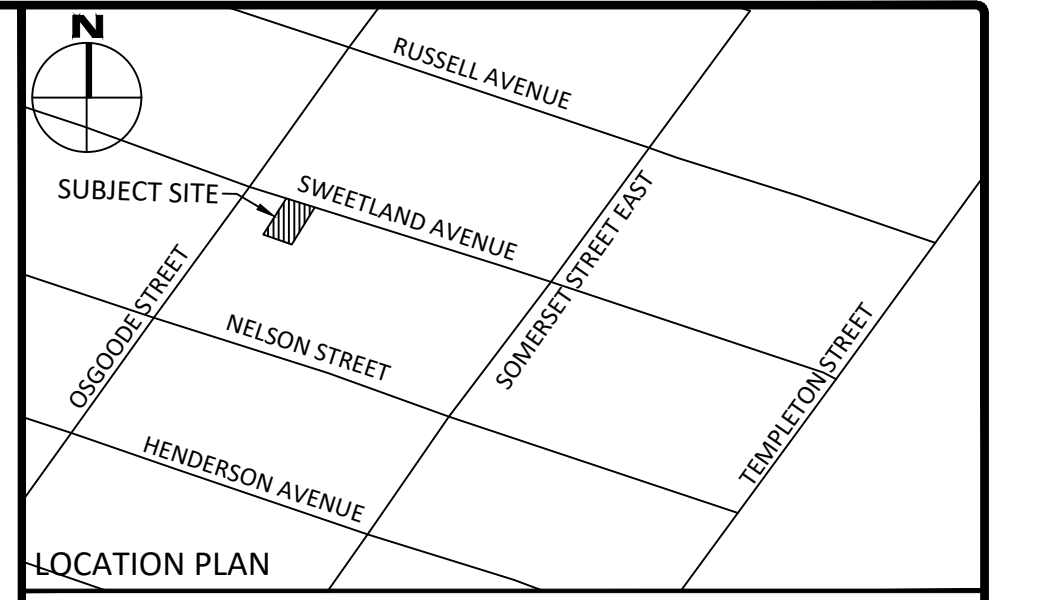 N
RUSSELL AVENUE
SUBJECT SITE
SWEETLAND AVENUE
SOMERSET STREET EAST
OSGOODE STREET
NELSON STREET
TEMPLETON STREET
HENDERSON AVENUE
LOCATION PLAN